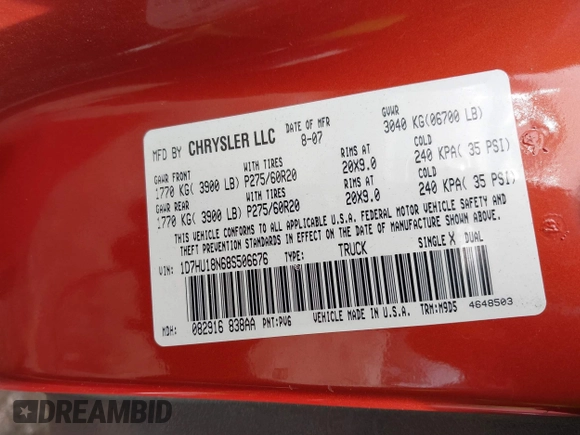 MFD BY CHRYSLER LLC DATE OF MFR 8-07 GVWR 3040 KG(06700 LB)
GAWR FRONT WITH TIRES RIMS AT COLD
1770 KG( 3900 LB) P275/60R20 20X9.0 240 KPA( 35 PSI)
GAWR REAR WITH TIRES RIMS AT COLD
1770 KG( 3900 LB) P275/60R20 20X9.0 240 KPA( 35 PSI)
THIS VEHICLE CONFORMS TO ALL APPLICABLE U.S.A. FEDERAL MOTOR VEHICLE SAFETY AND
THEFT PREVENTION STANDARDS IN EFFECT ON THE DATE OF MANUFACTURE SHOWN ABOVE.
VIN: 1D7HU18N68S506676 TYPE: TRUCK SINGLE X DUAL
MDH: 082916 838AA PNT:PV6 VEHICLE MADE IN U.S.A. TRM:M9D5 4648503
DREAMBID